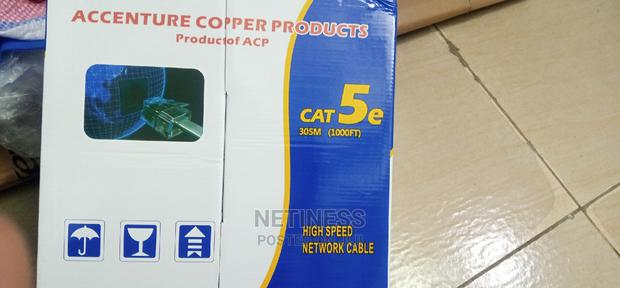 ACCENTURE COPPER PRODUCTS
Productof ACP
CAT 5e
305M (1000FT)
NETINESS
HIGH SPEED
NETWORK CABLE